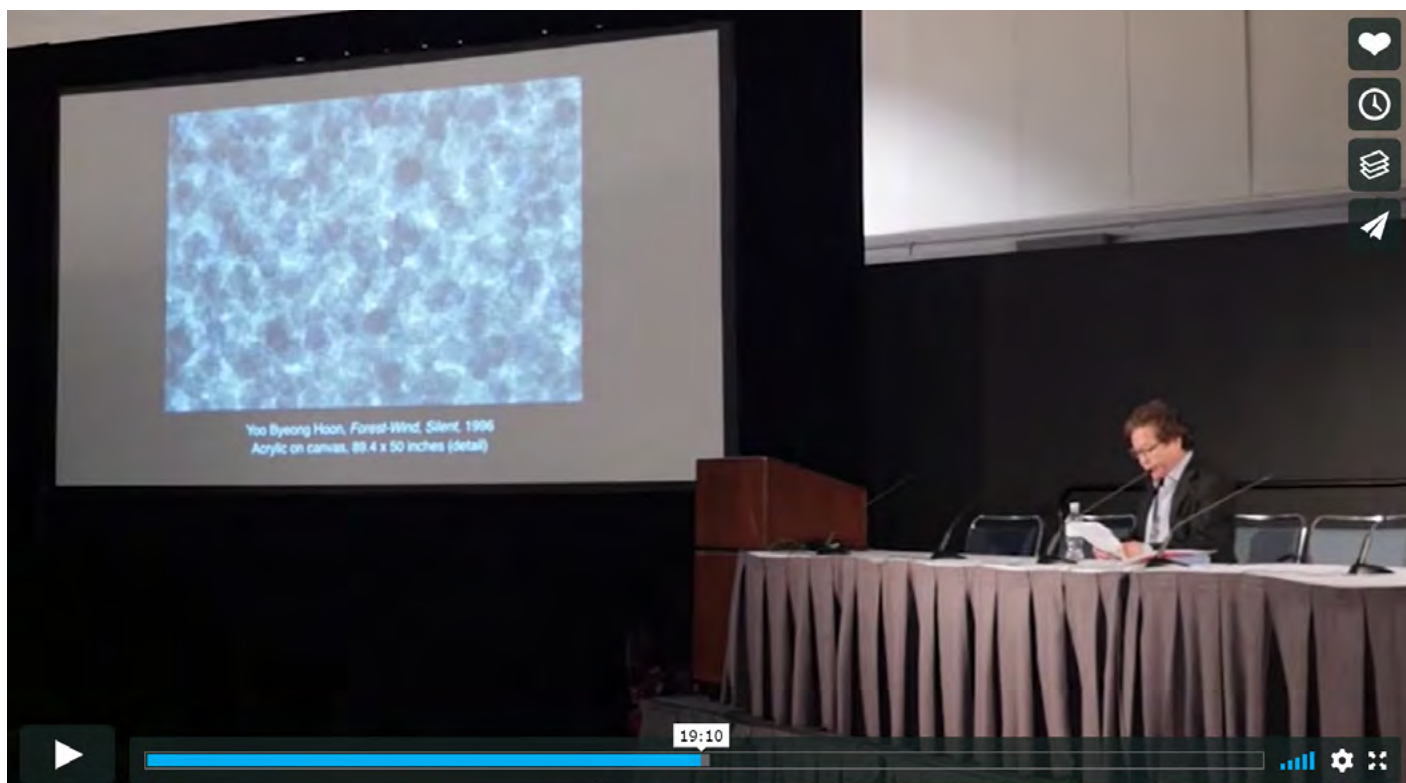 Yoo Byeong Hoon, Forest-Wind, Silent, 1996
Acrylic on canvas, 89.4 x 50 inches (detail)
19:10